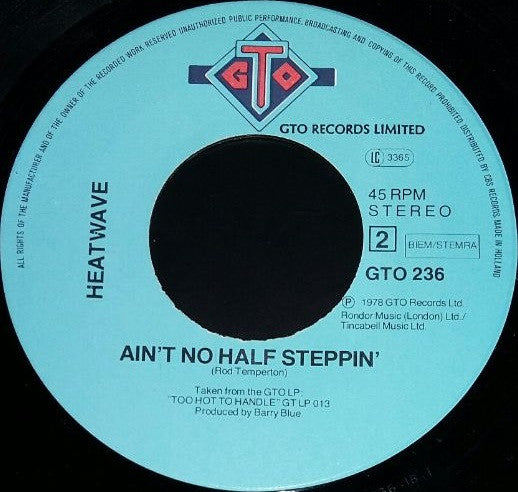 ALL RIGHTS OF THE MANUFACTURER AND OF THE OWNER OF THE RECORDED WORK RESERVED UNAUTHORIZED PUBLIC PERFORMANCE, BROADCASTING AND COPYING OF THIS RECORD PROHIBITED DISTRIBUTED BY CBS RECORDS MADE IN HOLLAND
GTO
GTO RECORDS LIMITED
LC 3365
HEATWAVE
45 RPM
STEREO
2 BIEM/STEMRA
GTO 236
Ⓟ 1978 GTO Records Ltd.
Rondor Music (London) Ltd./
Tincabell Music Ltd.
AIN'T NO HALF STEPPIN'
(Rod Temperton)
Taken from the GTO LP:
"TOO HOT TO HANDLE" GT LP 013
Produced by Barry Blue